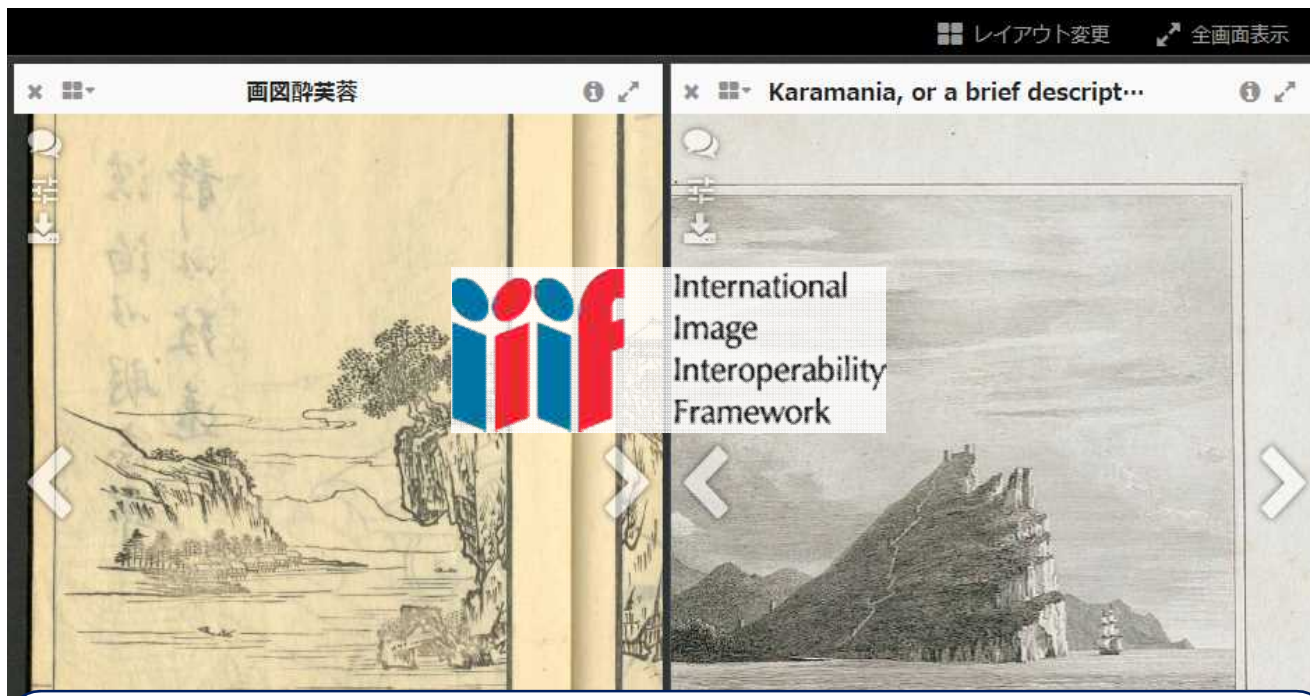 レイアウト変更 全画面表示
画図酔芙蓉
Karamania, or a brief descript…
International
Image
Interoperability
Framework
iiif